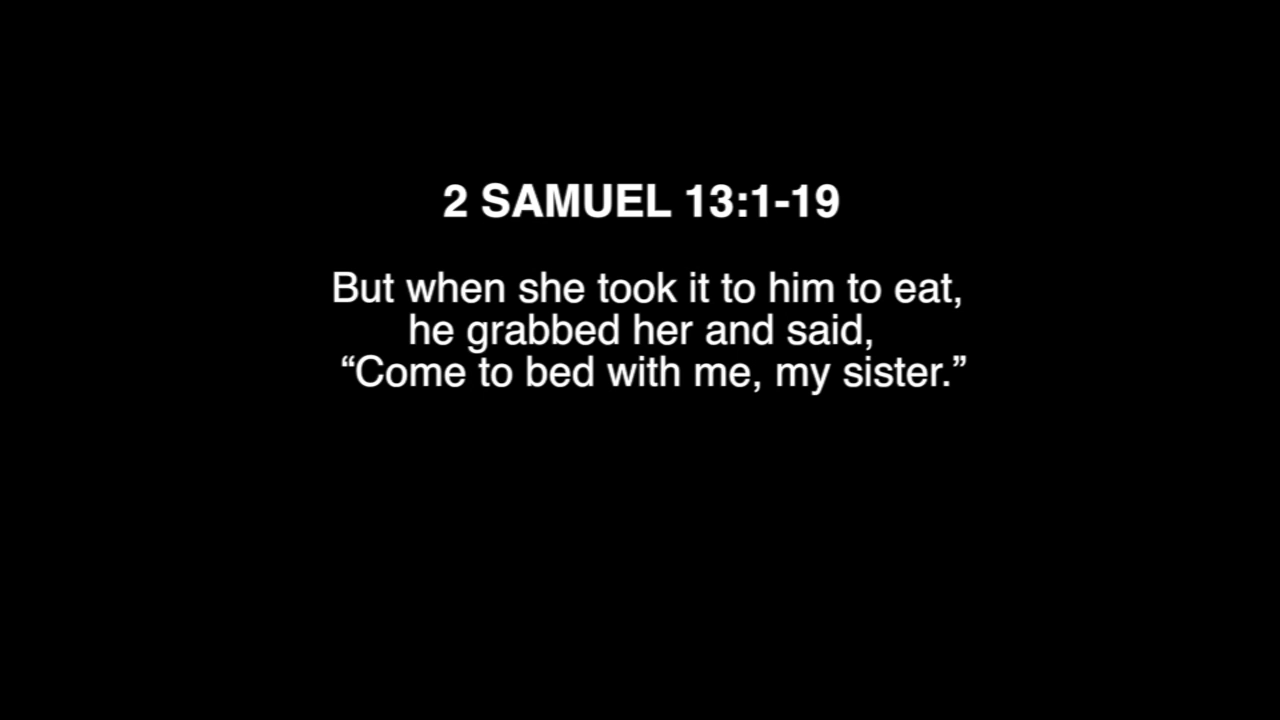 2 SAMUEL 13:1-19
But when she took it to him to eat,
he grabbed her and said,
“Come to bed with me, my sister.”